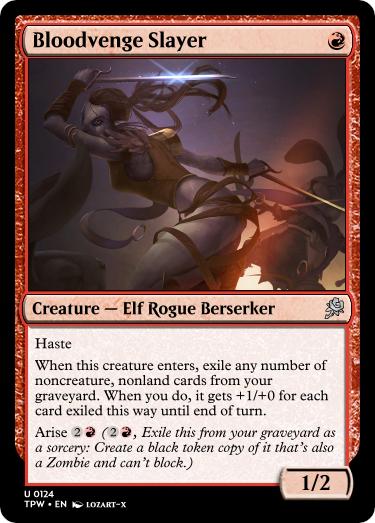 Bloodvenge Slayer
Creature — Elf Rogue Berserker
Haste
When this creature enters, exile any number of
noncreature, nonland cards from your
graveyard. When you do, it gets +1/+0 for each
card exiled this way until end of turn.
Arise 2 (2, Exile this from your graveyard as
a sorcery: Create a black token copy of it that's also
a Zombie and can't block.)
1/2
U 0124
TPW • EN LOZART-X